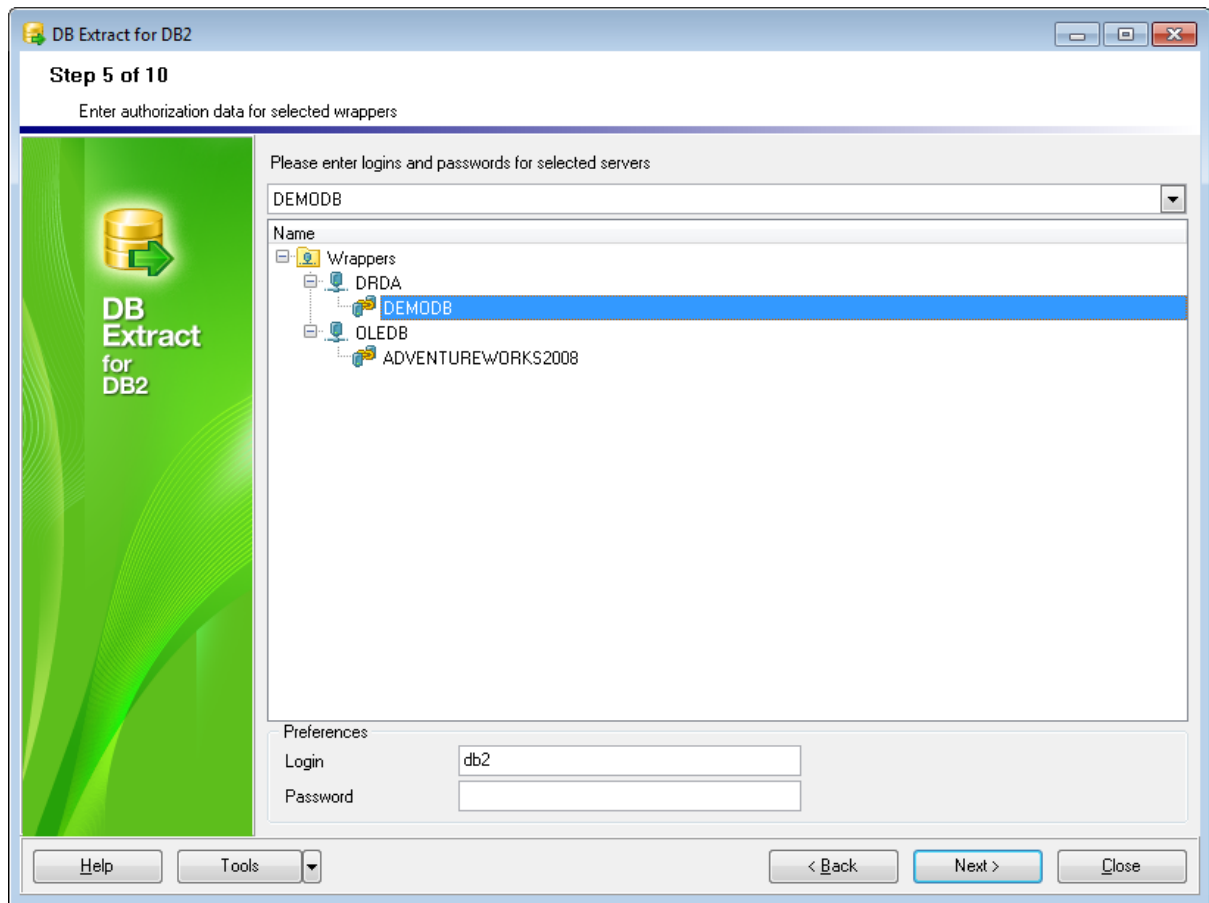 DB Extract for DB2
Step 5 of 10
Enter authorization data for selected wrappers
Please enter logins and passwords for selected servers
DEMODB
Name
Wrappers
DRDA
DEMODB
OLEDB
ADVENTUREWORKS2008
DB
Extract
for
DB2
Preferences
Login db2
Password
Help Tools < Back Next > Close